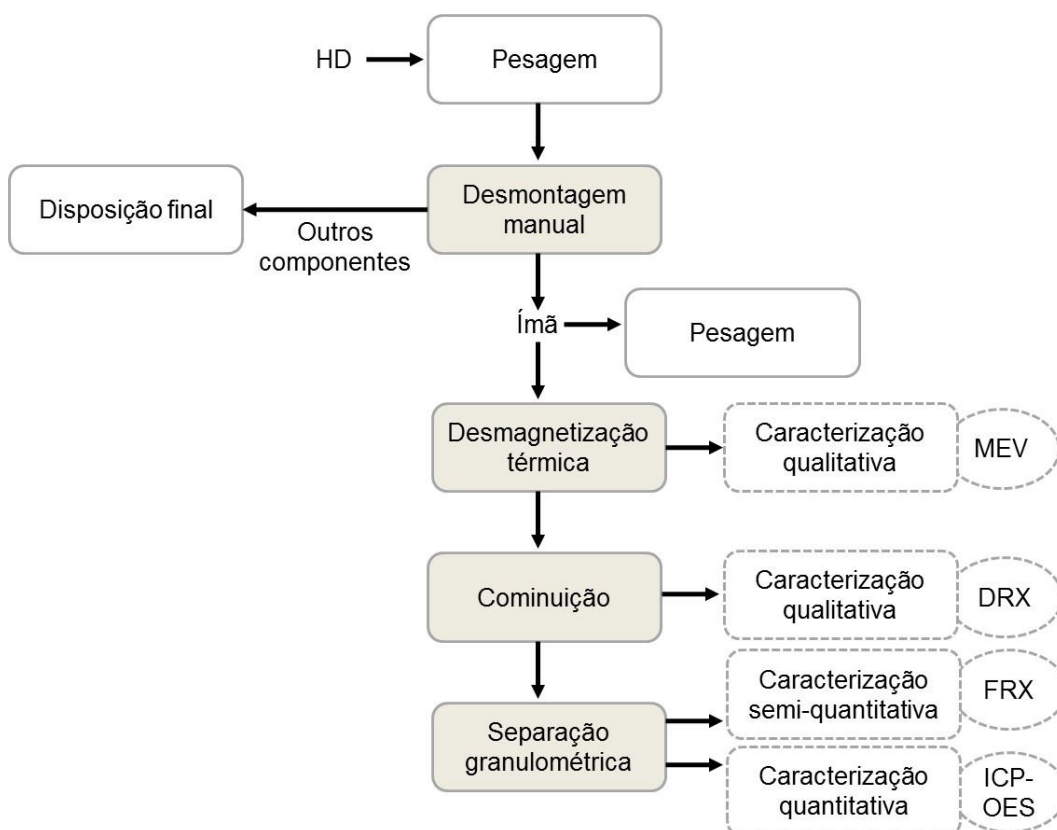 HD
Pesagem
Desmontagem
manual
Disposição final
Outros
componentes
Ímã
Pesagem
Desmagnetização
térmica
Caracterização
qualitativa
MEV
Cominuição
Caracterização
qualitativa
DRX
Separação
granulométrica
Caracterização
semi-quantitativa
FRX
Caracterização
quantitativa
ICP-
OES